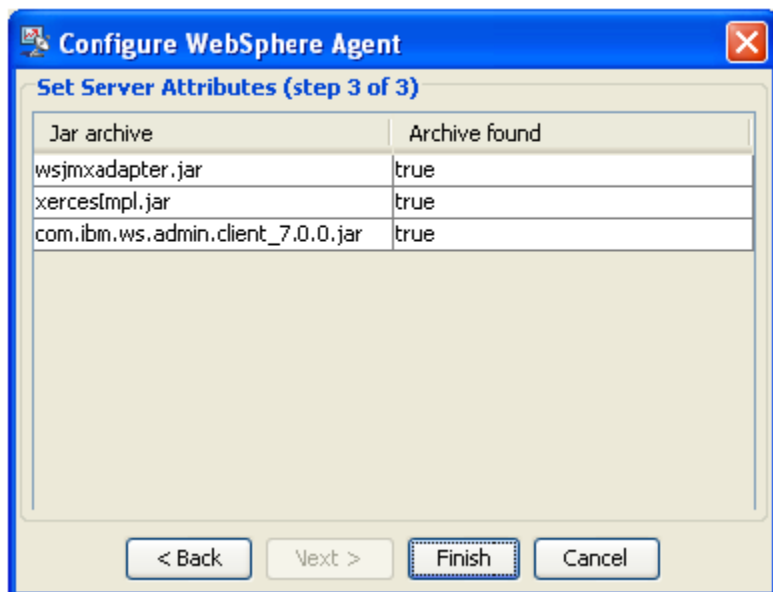 Configure WebSphere Agent
Set Server Attributes (step 3 of 3)
Jar archive Archive found
wsjmxadapter.jar true
xercesImpl.jar true
com.ibm.ws.admin.client_7.0.0.jar true
< Back Next > Finish Cancel